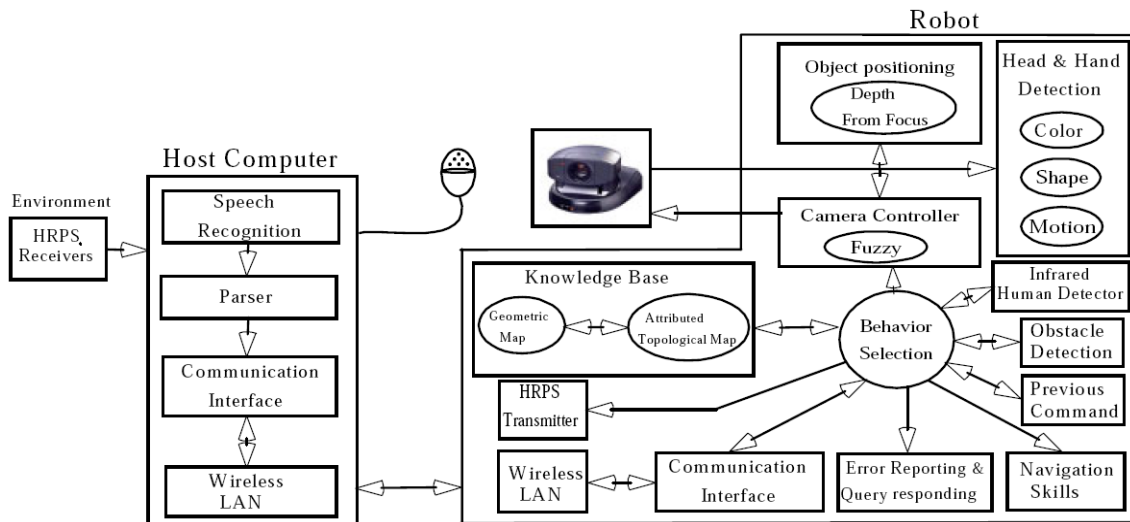 Robot
Object positioning
Depth
From Focus
Head & Hand
Detection
Color
Shape
Motion
Host Computer
Environment
HRPS
Receivers
Speech
Recognition
Parser
Communication
Interface
Wireless
LAN
Camera Controller
Fuzzy
Knowledge Base
Geometric
Map
Attributed
Topological Map
Behavior
Selection
Infrared
Human Detector
Obstacle
Detection
Previous
Command
HRPS
Transmitter
Wireless
LAN
Communication
Interface
Error Reporting &
Query responding
Navigation
Skills